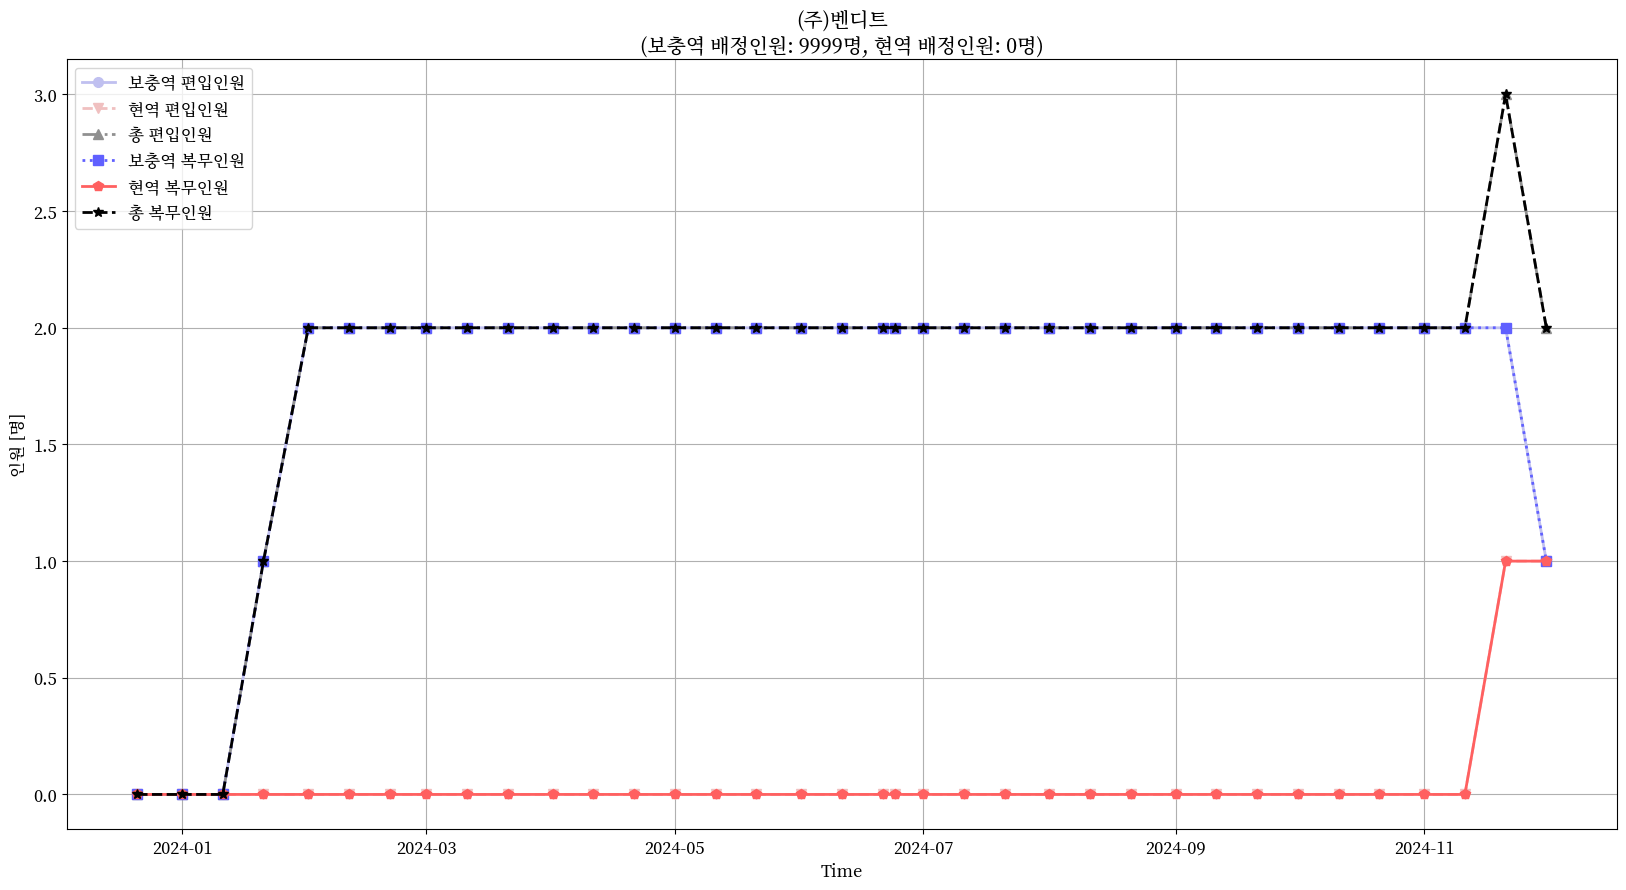 (주)벤디트
(보충역 배정인원: 9999명, 현역 배정인원: 0명)
보충역 편입인원
현역 편입인원
총 편입인원
보충역 복무인원
현역 복무인원
총 복무인원
3.0
2.5
2.0
1.5
1.0
0.5
0.0
인원 [명]
2024-01
2024-03
2024-05
2024-07
2024-09
2024-11
Time